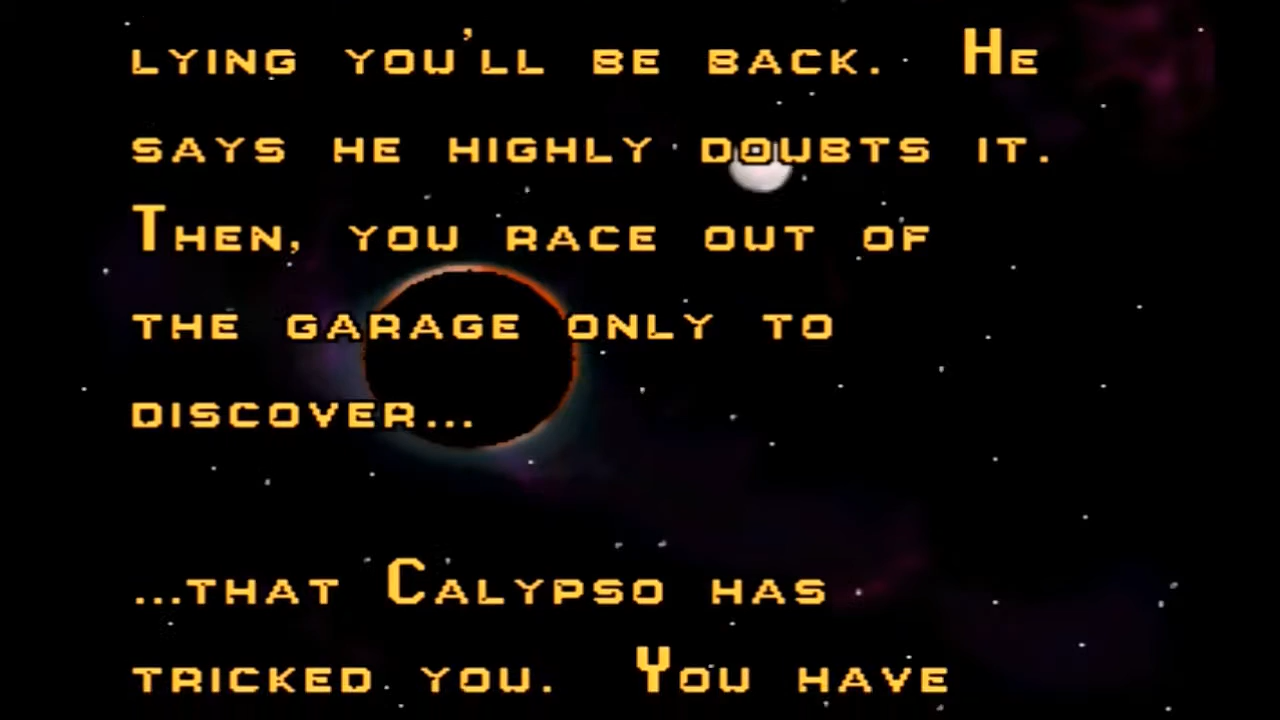 LYING YOU'LL BE BACK. HE
SAYS HE HIGHLY DOUBTS IT.
THEN, YOU RACE OUT OF
THE GARAGE ONLY TO
DISCOVER...
...THAT CALYPSO HAS
TRICKED YOU. YOU HAVE